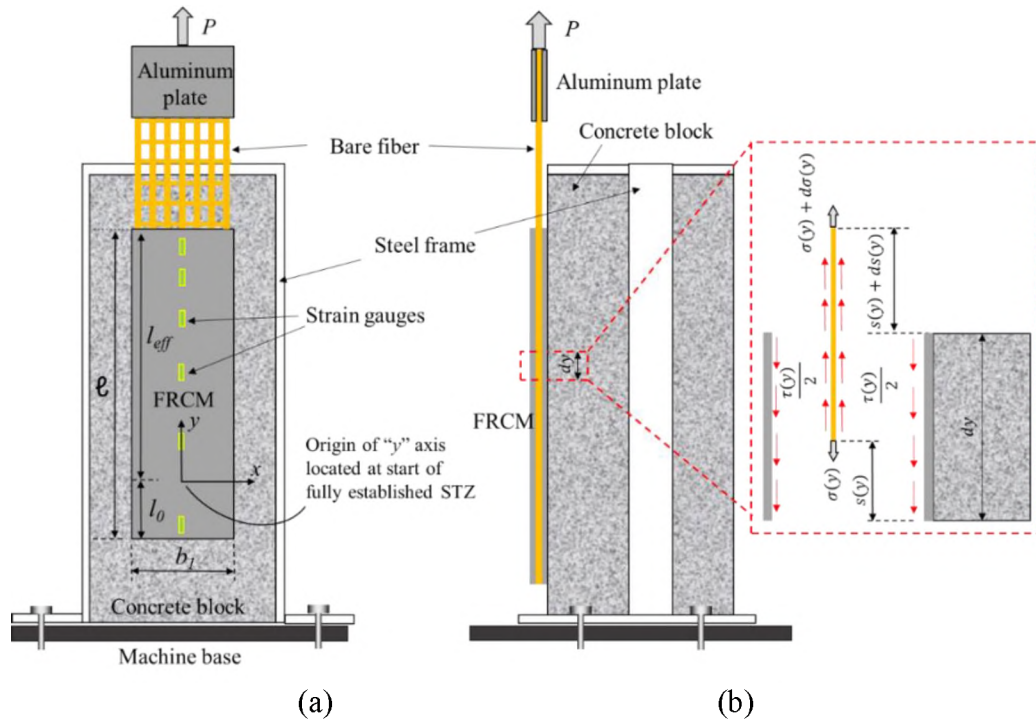 P
Aluminum
plate
Bare fiber
Steel frame
Strain gauges
l_eff
ℓ
FRCM
y
x
Origin of “y” axis
located at start of
fully established STZ
l_0
b_1
Concrete block
Machine base
(a)
P
Aluminum plate
Concrete block
dy
FRCM
σ(y) + dσ(y)
s(y) + ds(y)
τ(y)
2
τ(y)
2
dy
σ(y)
s(y)
(b)